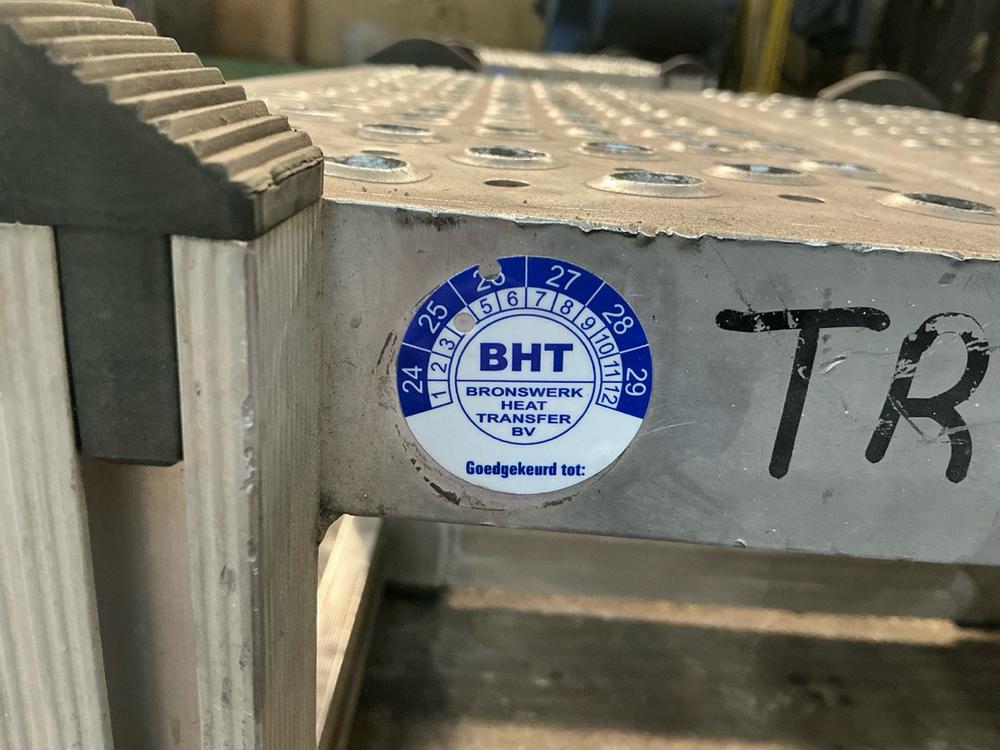 24 25 26 27 28 29
1 2 3 5 6 7 8 9 10 11 12
BHT
BRONSWERK
HEAT
TRANSFER
BV
Goedgekeurd tot:
TR